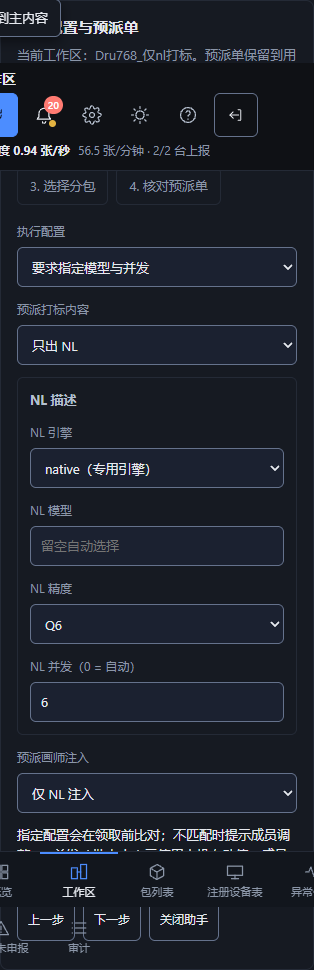 到主内容
配置与预派单
当前工作区：Dru768_仅nl打标。预派单保留到用
区
20
度 0.94 张/秒 56.5 张/分钟 · 2/2 台上报
3. 选择分包
4. 核对预派单
执行配置
要求指定模型与并发
预派打标内容
只出 NL
NL 描述
NL 引擎
native（专用引擎）
NL 模型
留空自动选择
NL 精度
Q6
NL 并发（0 = 自动）
6
预派画师注入
仅 NL 注入
指定配置会在领取前比对；不匹配时提示成员调
览
工作区
包列表
注册设备表
异常
上一步
下一步
关闭助手
未申报
审计